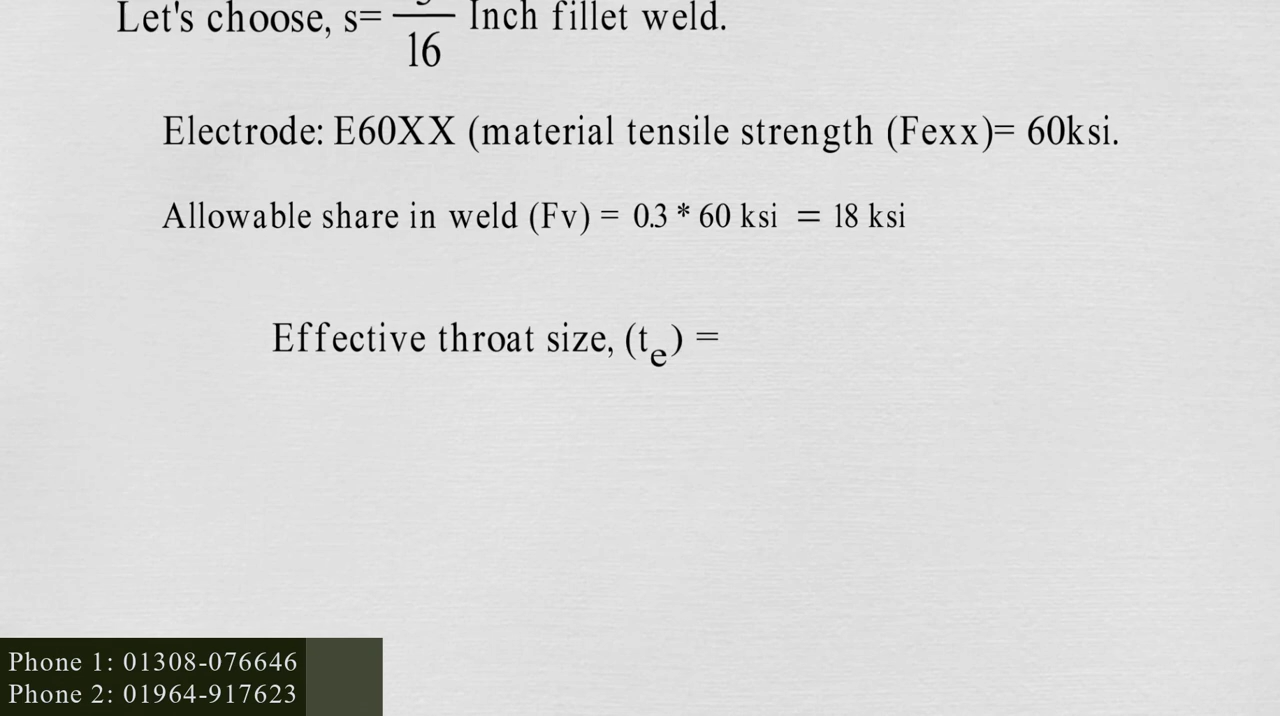 Let's choose, s= /16 Inch fillet weld.
Electrode: E60XX (material tensile strength (Fexx)= 60ksi.
Allowable share in weld (Fv) = 0.3 * 60 ksi = 18 ksi
Effective throat size, (te) =
Phone 1: 01308-076646
Phone 2: 01964-917623